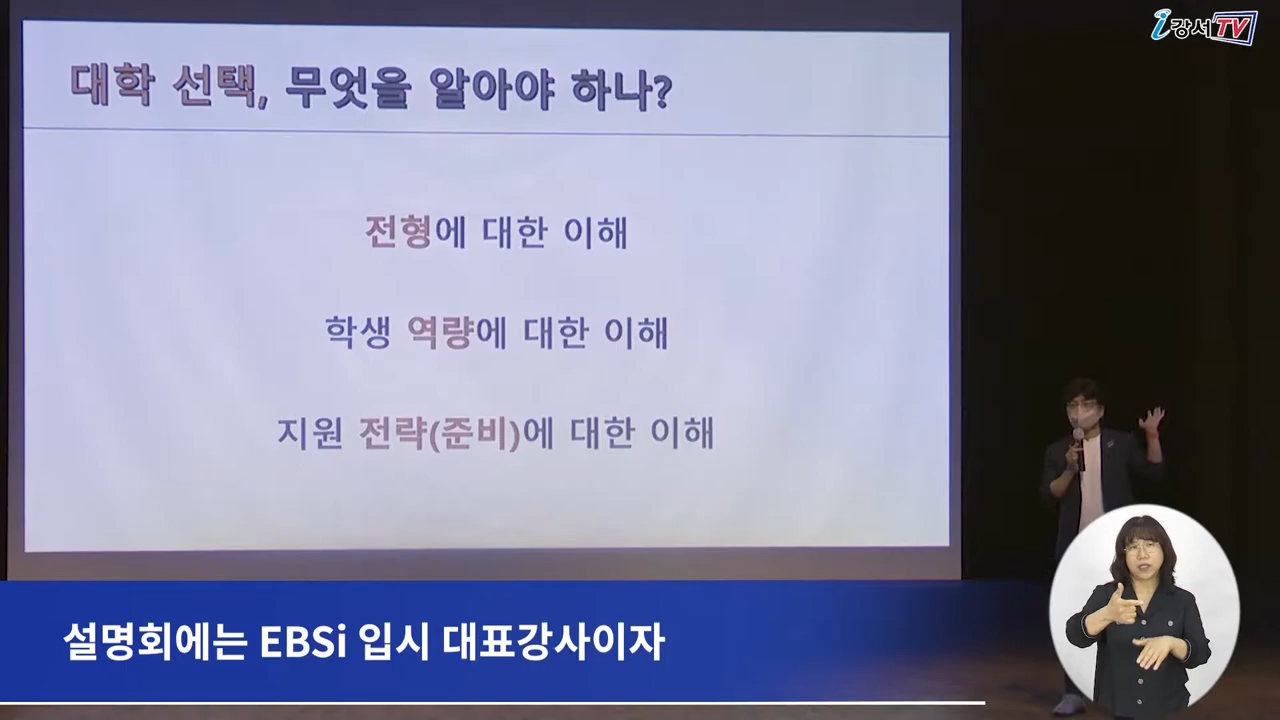 i강서TV
대학 선택, 무엇을 알아야 하나?
전형에 대한 이해
학생 역량에 대한 이해
지원 전략(준비)에 대한 이해
설명회에는 EBSi 입시 대표강사이자